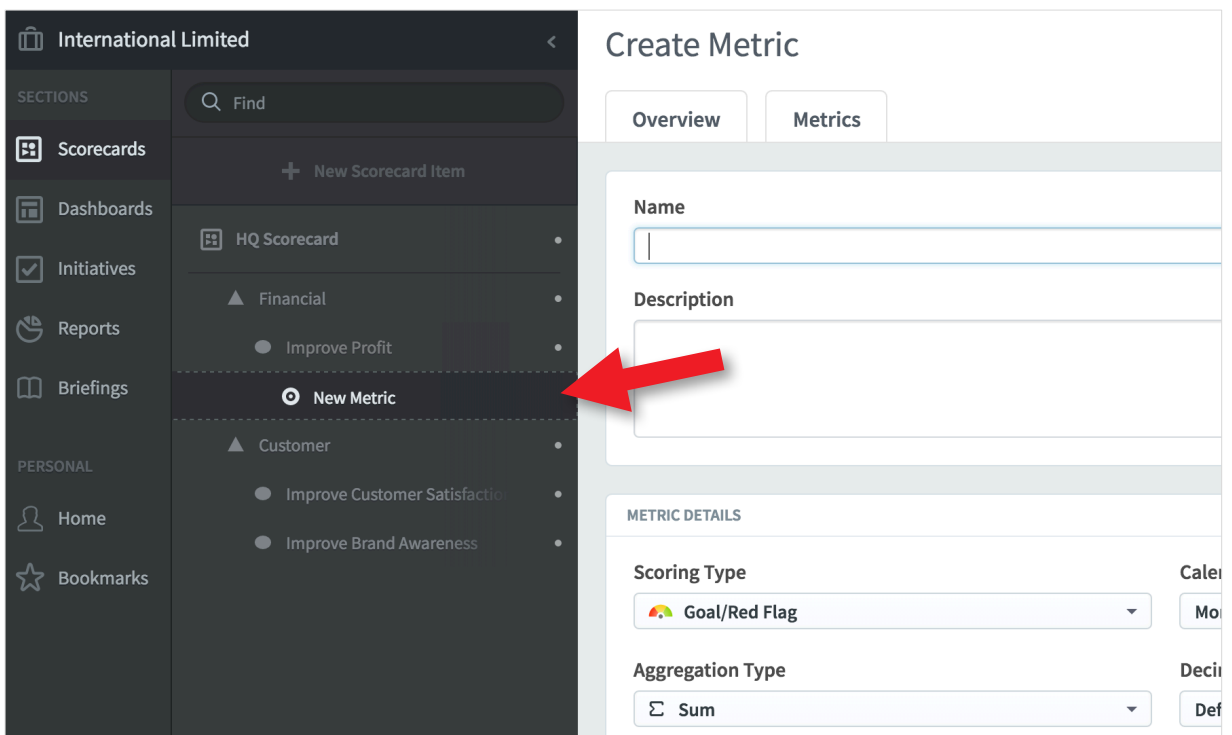 International Limited
SECTIONS
Scorecards
Dashboards
Initiatives
Reports
Briefings
PERSONAL
Home
Bookmarks
Find
New Scorecard Item
HQ Scorecard
Financial
Improve Profit
New Metric
Customer
Improve Customer Satisfaction
Improve Brand Awareness
Create Metric
Overview
Metrics
Name
Description
METRIC DETAILS
Scoring Type
Goal/Red Flag
Aggregation Type
Sum